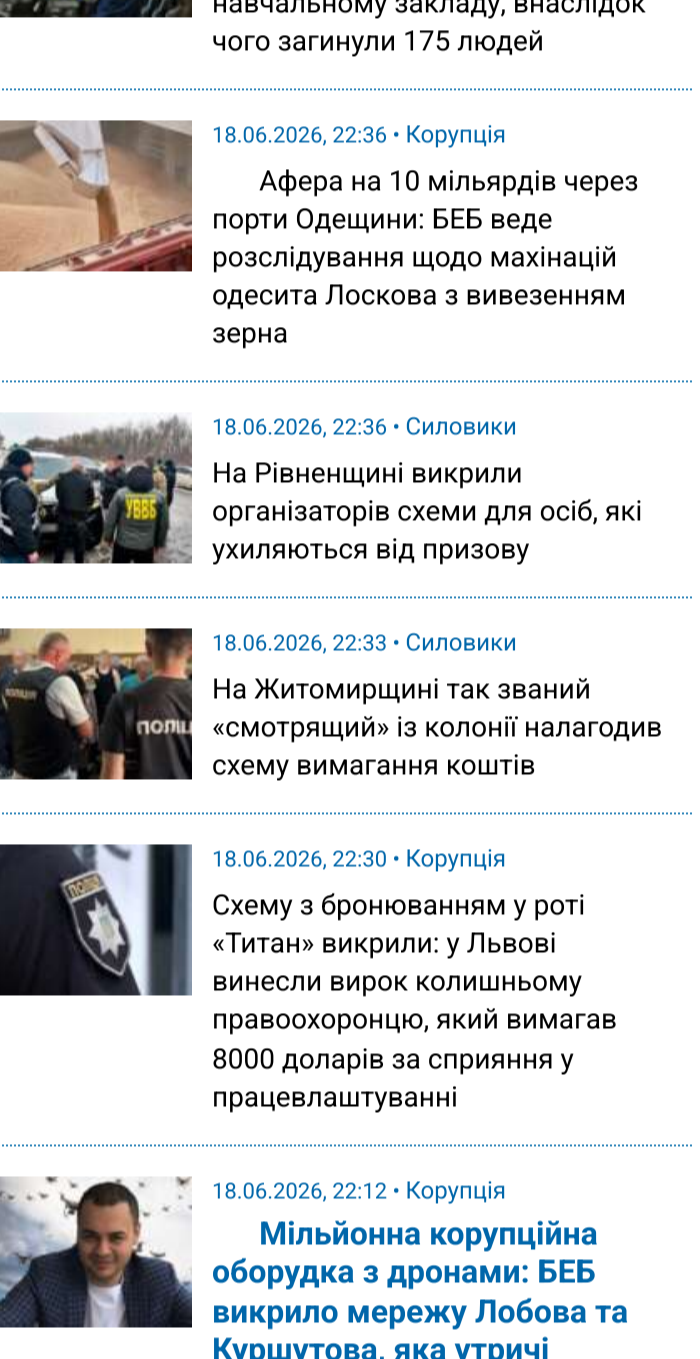 навчальному закладу, внаслідок
чого загинули 175 людей
18.06.2026, 22:36 • Корупція
Афера на 10 мільярдів через
порти Одещини: БЕБ веде
розслідування щодо махінацій
одесита Лоскова з вивезенням
зерна
18.06.2026, 22:36 • Силовики
УВВБ
На Рівненщині викрили
організаторів схеми для осіб, які
ухиляються від призову
18.06.2026, 22:33 • Силовики
ПОЛІЦ
На Житомирщині так званий
«смотрящий» із колонії налагодив
схему вимагання коштів
18.06.2026, 22:30 • Корупція
ПОЛІЦІЯ
Схему з бронюванням у роті
«Титан» викрили: у Львові
винесли вирок колишньому
правоохоронцю, який вимагав
8000 доларів за сприяння у
працевлаштуванні
18.06.2026, 22:12 • Корупція
Мільйонна корупційна
оборудка з дронами: БЕБ
викрило мережу Лобова та
Куршутова, яка утричі